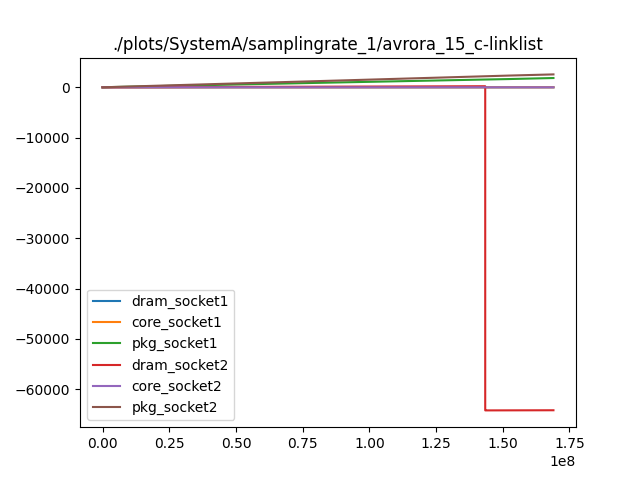 ./plots/SystemA/samplingrate_1/avrora_15_c-linklist
0
−10000
−20000
−30000
−40000
−50000
−60000
dram_socket1
core_socket1
pkg_socket1
dram_socket2
core_socket2
pkg_socket2
0.00 0.25 0.50 0.75 1.00 1.25 1.50 1.75
1e8